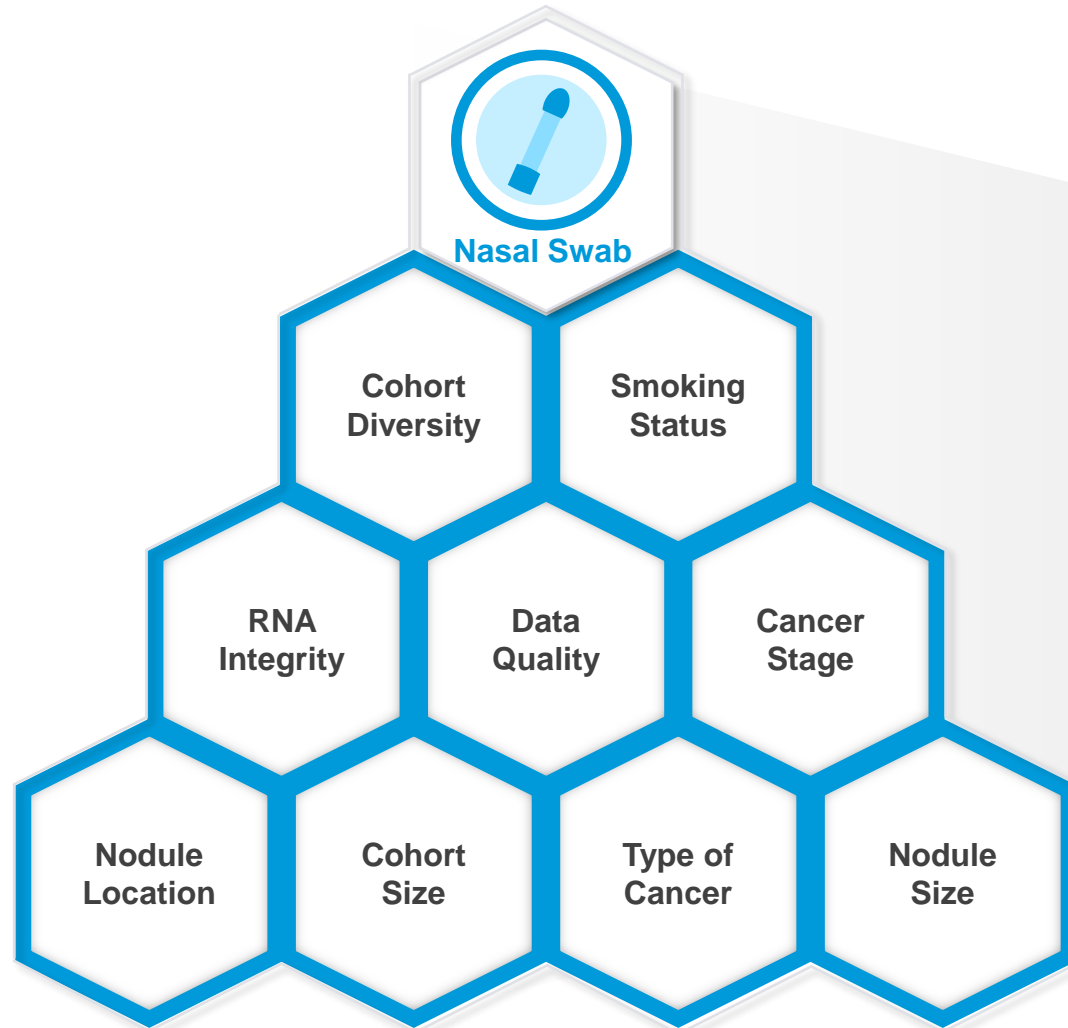 Nasal Swab
Cohort
Diversity
Smoking
Status
RNA
Integrity
Data
Quality
Cancer
Stage
Nodule
Location
Cohort
Size
Type of
Cancer
Nodule
Size